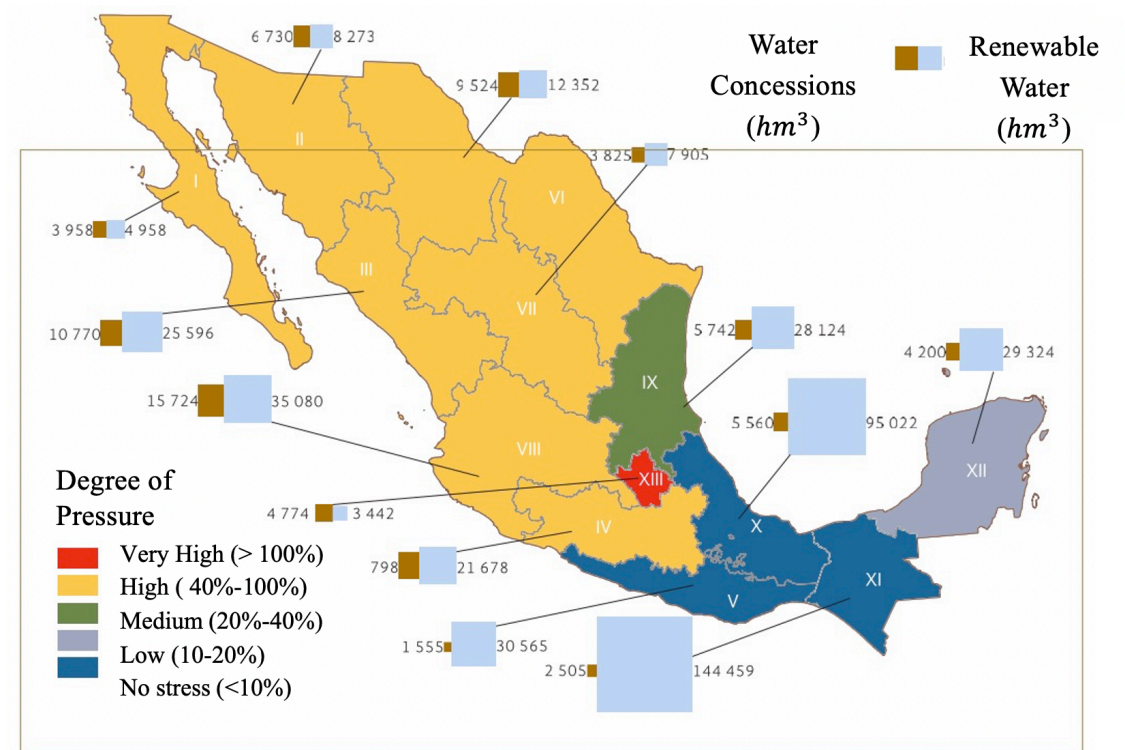 6 730 8 273
Water
Concessions
(hm³)
Renewable
Water
(hm³)
9 524 12 352
3 825 7 905
II
I
VI
3 958 4 958
III
VII
10 770 25 596
5 742 28 124
4 200 29 324
IX
15 724 35 080
5 560 95 022
VIII
XII
XIII
Degree of
Pressure
4 774 3 442
IV
X
Very High (> 100%)
High ( 40%-100%)
Medium (20%-40%)
Low (10-20%)
No stress (<10%)
798 21 678
XI
V
1 555 30 565
2 505 144 459